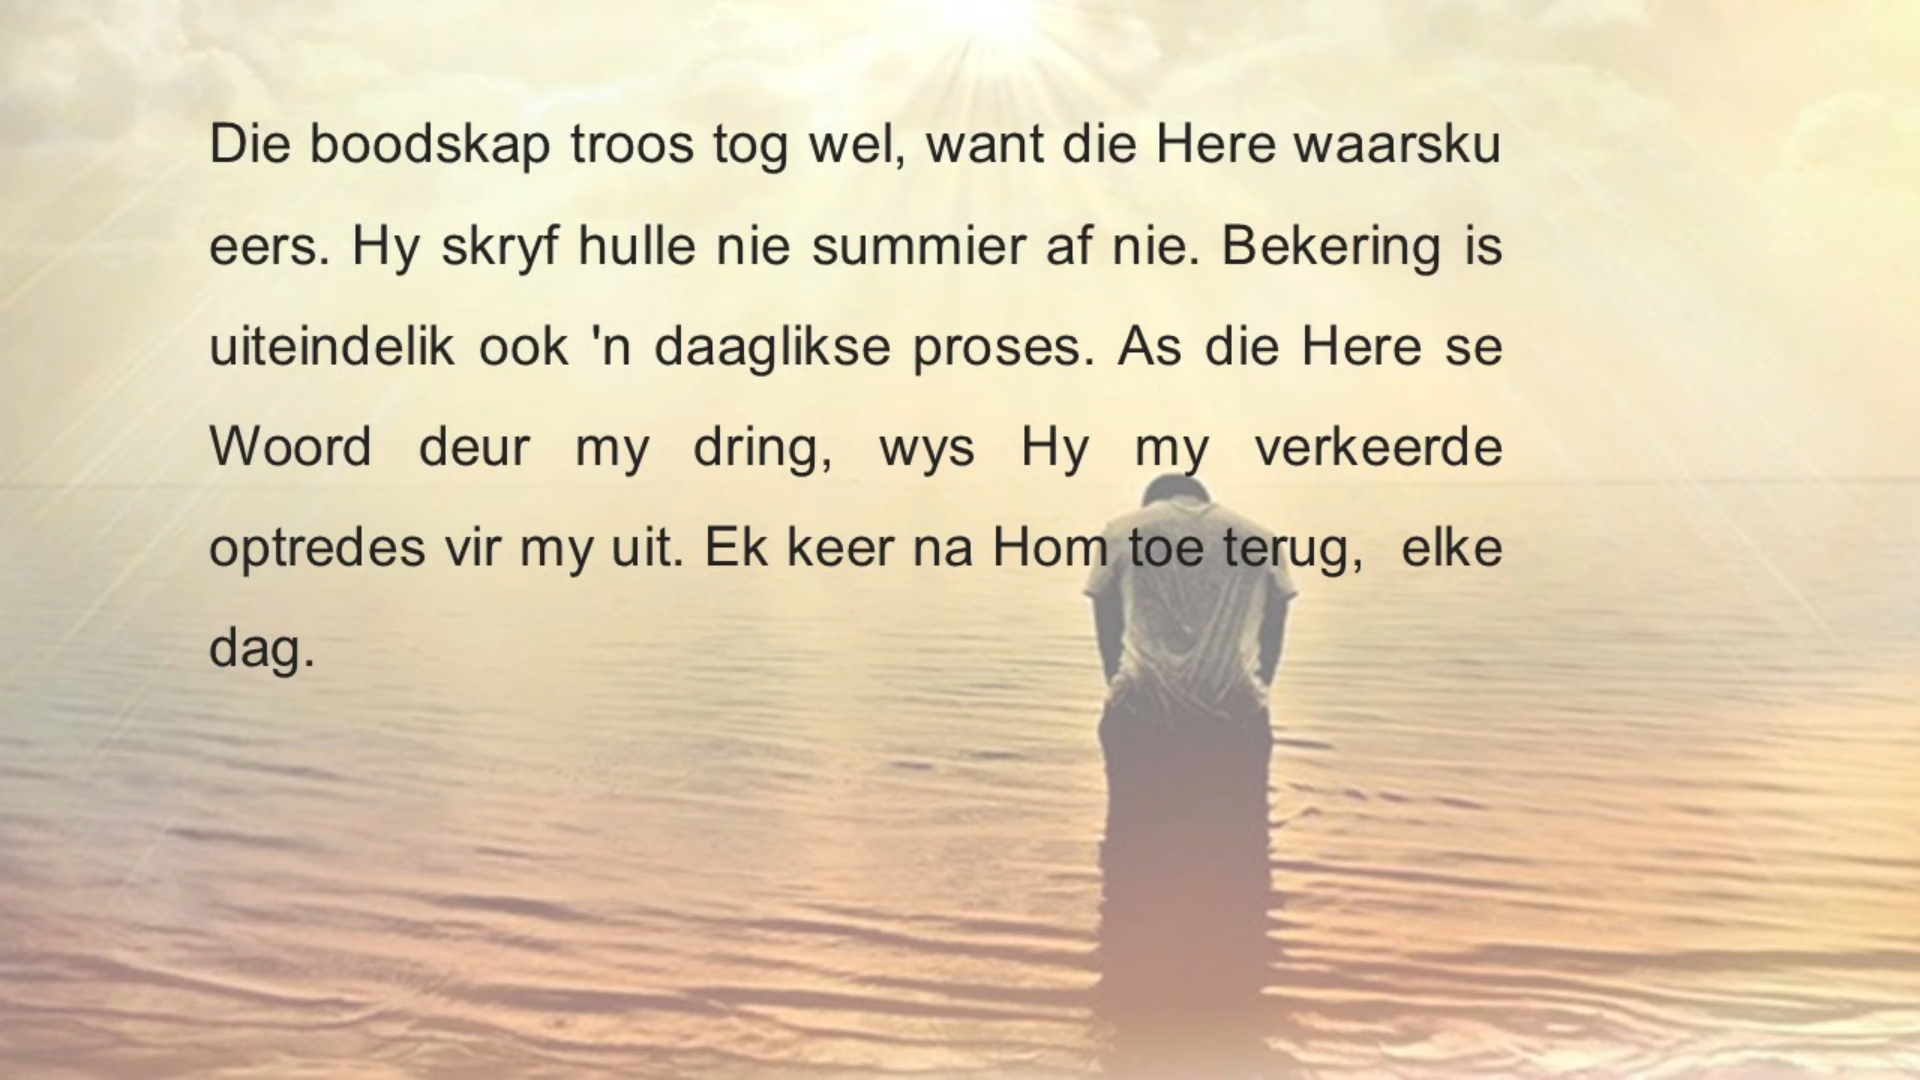 Die boodskap troos tog wel, want die Here waarsku
eers. Hy skryf hulle nie summier af nie. Bekering is
uiteindelik ook 'n daaglikse proses. As die Here se
Woord deur my dring, wys Hy my verkeerde
optredes vir my uit. Ek keer na Hom toe terug,  elke
dag.